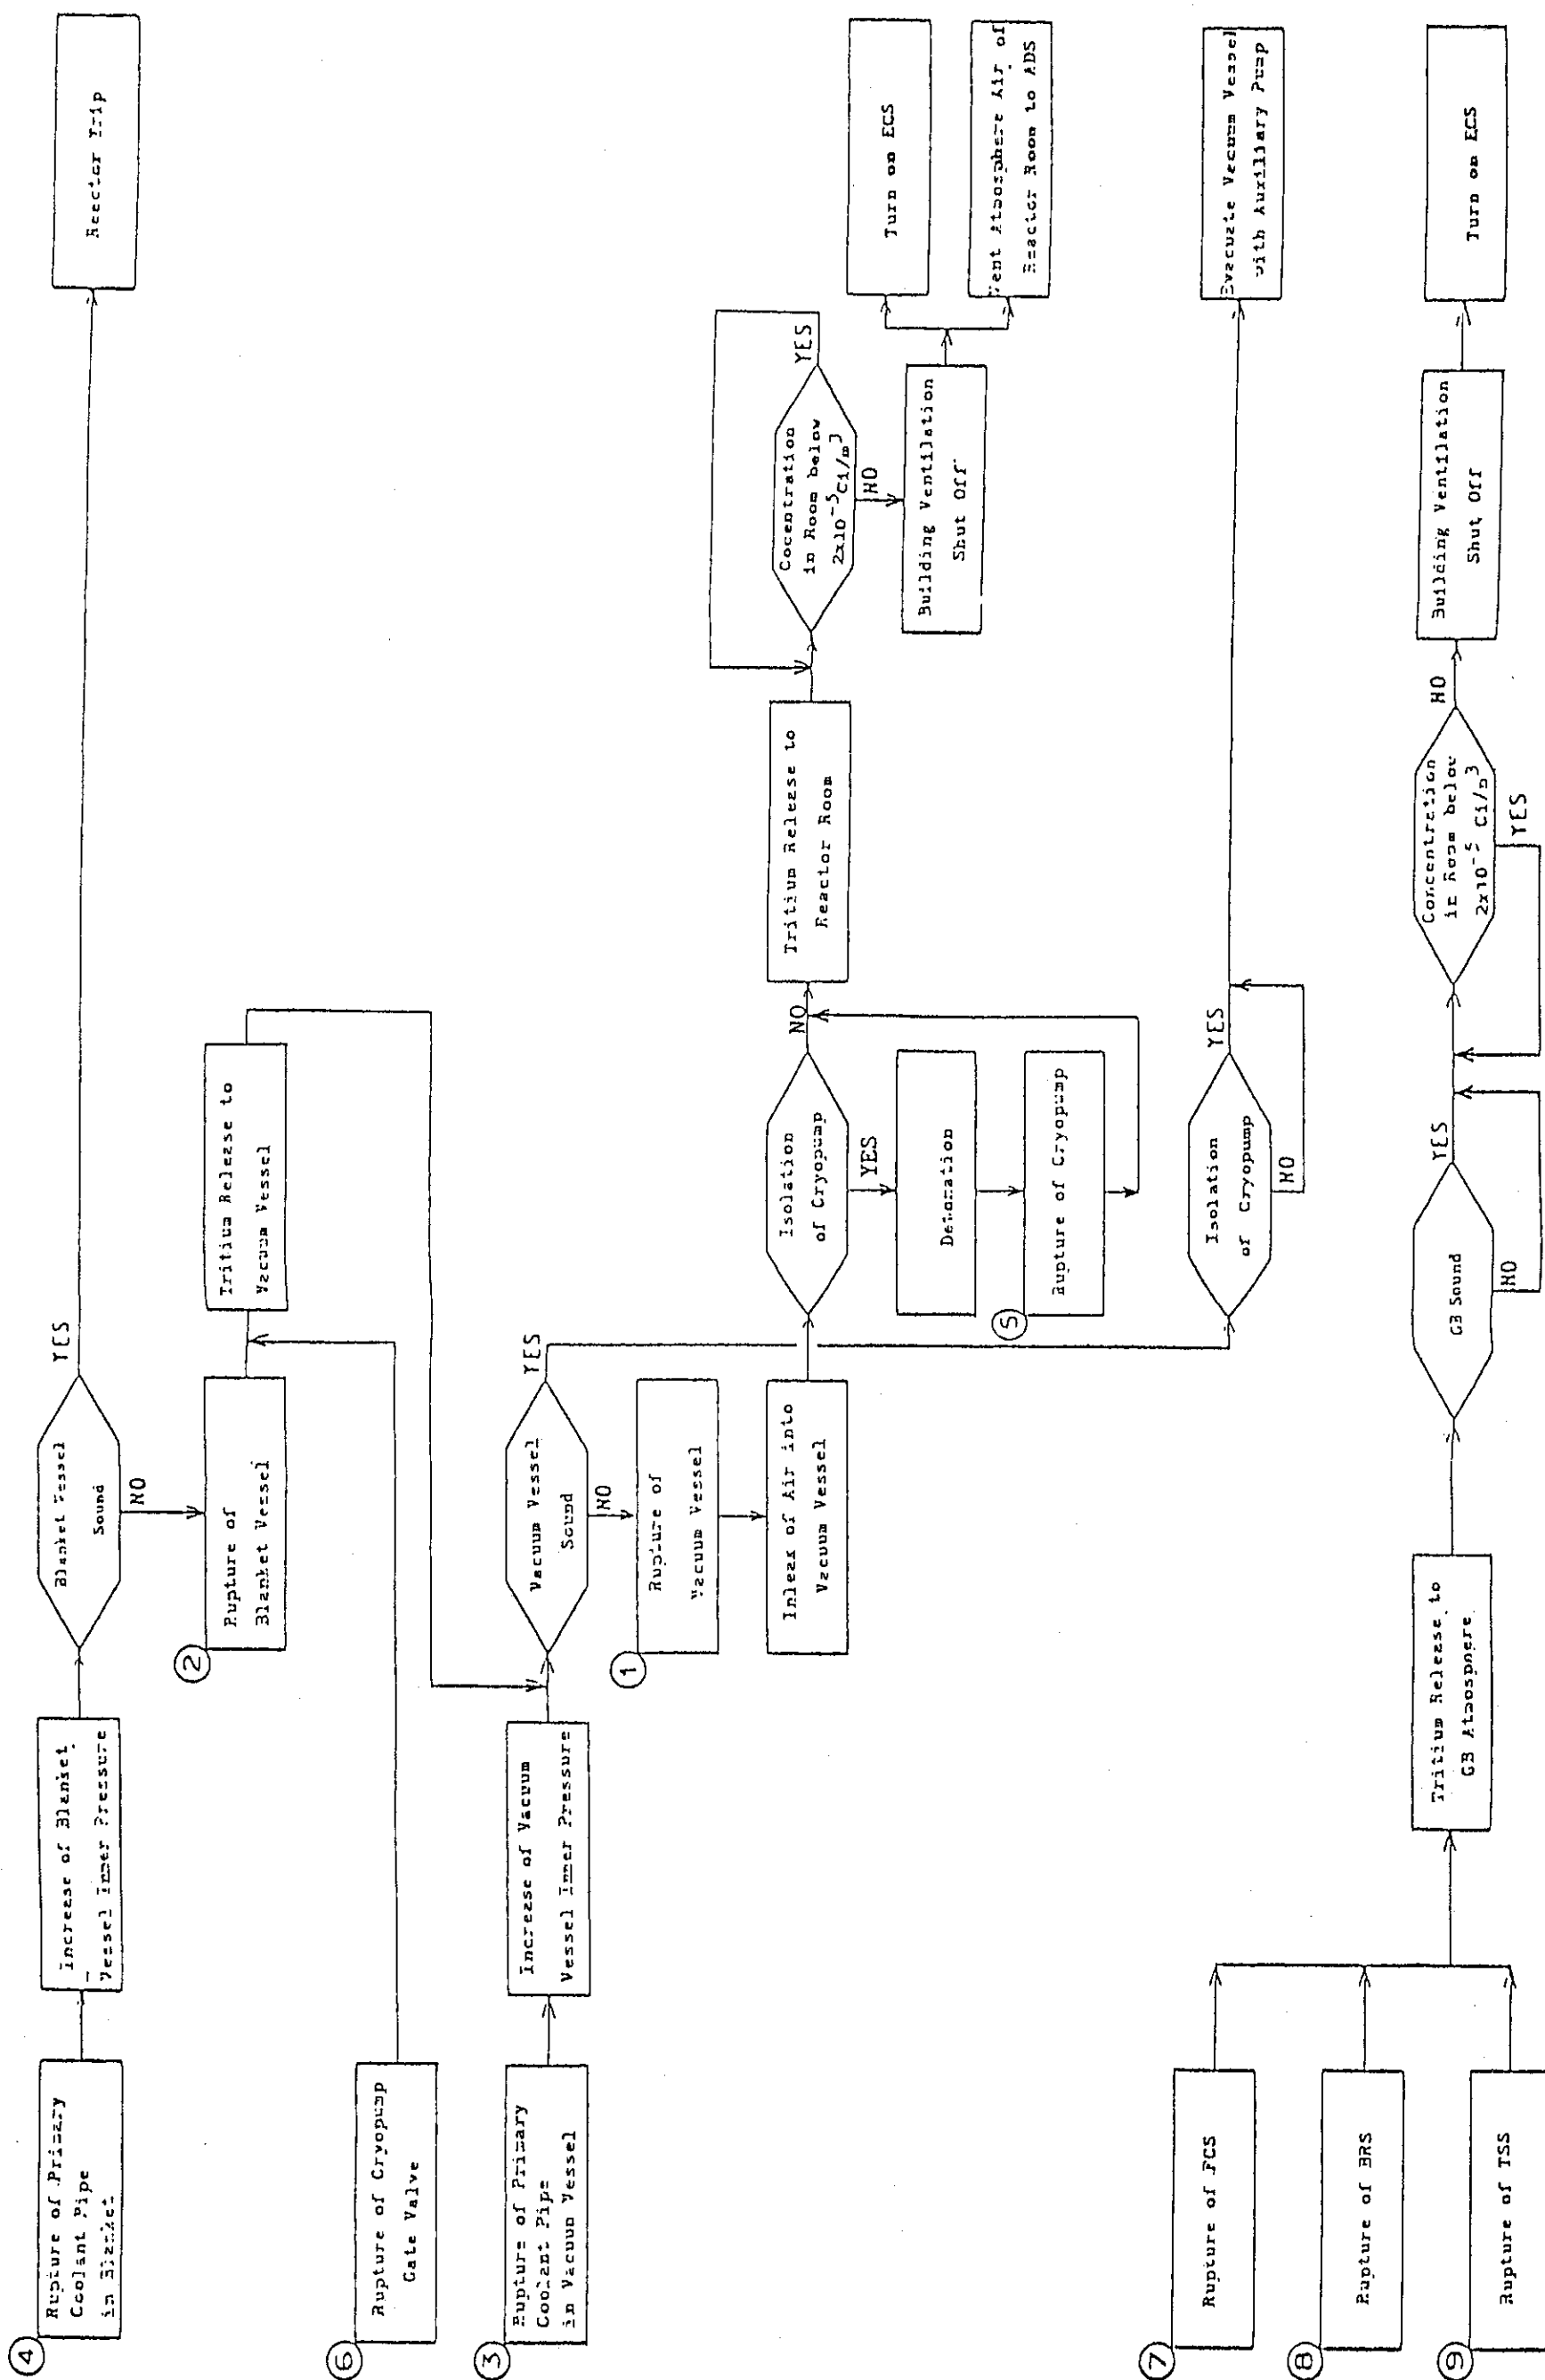 4
Rupture of Primary
Coolant Pipe
in Blanket
Increase of Blanket
Vessel Inner Pressure
Blanket Vessel
Sound
YES
NO
Reactor Trip
2
Rupture of
Blanket Vessel
Tritium Release to
Vacuum Vessel
6
Rupture of Cryopump
Gate Valve
3
Rupture of Primary
Coolant Pipe
in Vacuum Vessel
Increase of Vacuum
Vessel Inner Pressure
Vacuum Vessel
Sound
YES
NO
1
Rupture of
Vacuum Vessel
Inleak of Air into
Vacuum Vessel
Isolation
of Cryopump
NO
YES
Detonation
5
Rupture of Cryopump
Tritium Release to
Reactor Room
Cocentration
in Room below
2x10⁻⁵Ci/m³
YES
NO
Building Ventilation
Shut Off
Turn on ECS
Vent Atmosphere Air of
Reactor Room to ADS
Isolation
of Cryopump
YES
NO
Evacuate Vacuum Vessel
with Auxiliary Pump
7
Rupture of FCS
8
Rupture of BRS
9
Rupture of TSS
Tritium Release to
GB Atmosphere
GB Sound
YES
NO
Concentration
in Room below
2x10⁻⁵ Ci/m³
NO
YES
Building Ventilation
Shut Off
Turn on ECS